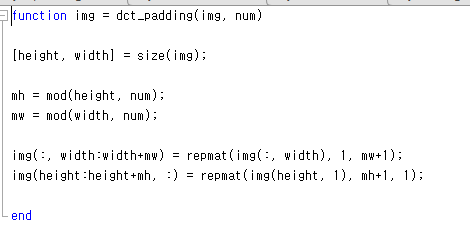 function img = dct_padding(img, num)
[height, width] = size(img);
mh = mod(height, num);
mw = mod(width, num);
img(:, width:width+mw) = repmat(img(:, width), 1, mw+1);
img(height:height+mh, :) = repmat(img(height, 1), mh+1, 1);
end